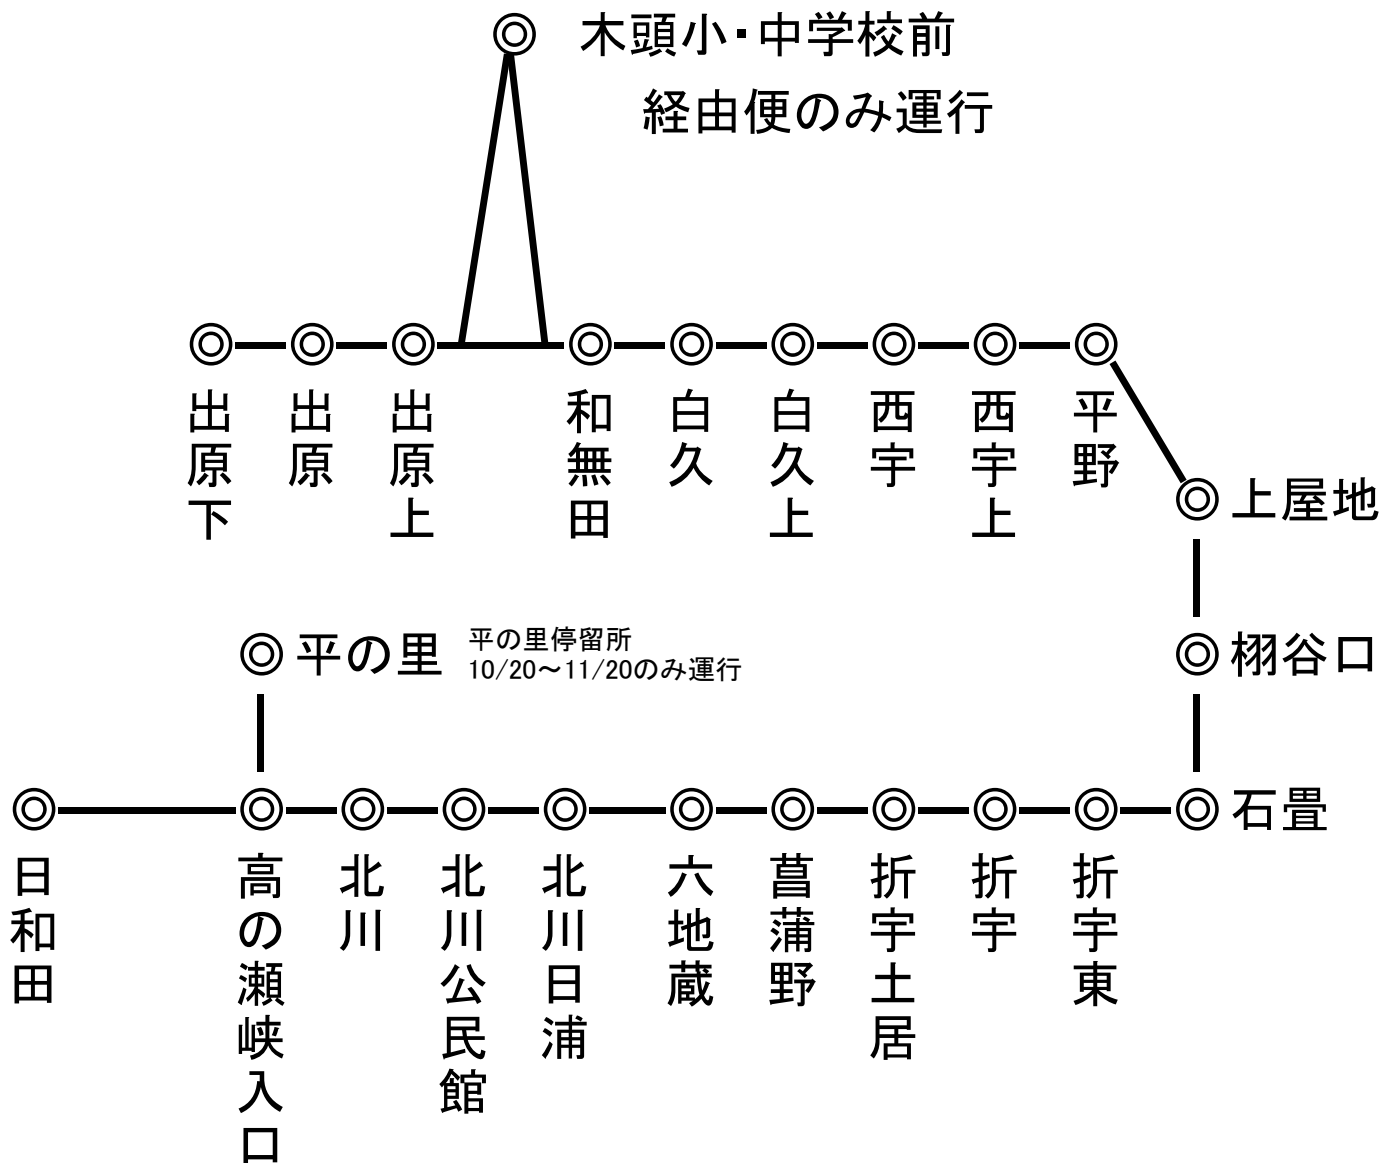 木頭小・中学校前
経由便のみ運行
出原下
出原
出原上
和無田
白久
白久上
西宇
西宇上
平野
上屋地
平の里
平の里停留所
10/20～11/20のみ運行
栩谷口
石畳
日和田
高の瀬峡入口
北川
北川公民館
北川日浦
六地蔵
菖蒲野
折宇土居
折宇
折宇東